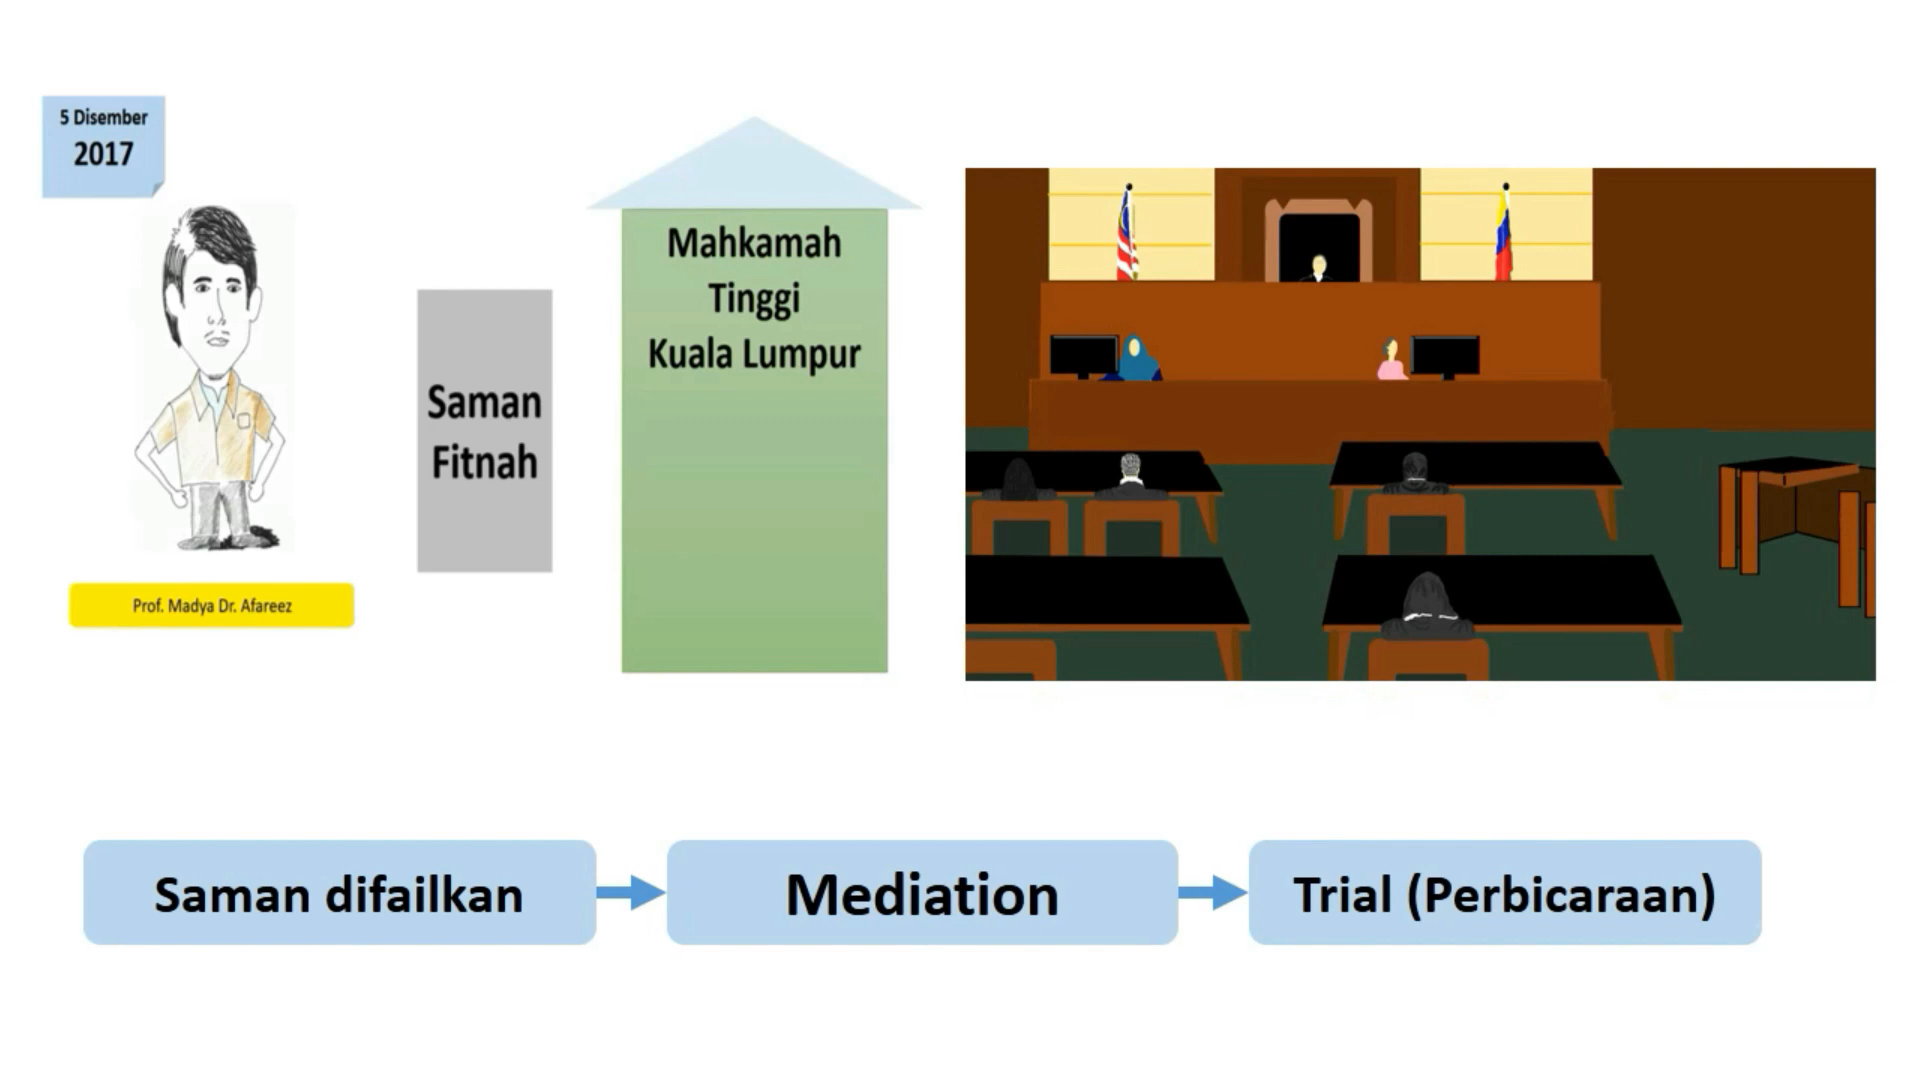 5 Disember
2017
Prof. Madya Dr. Afareez
Saman
Fitnah
Mahkamah
Tinggi
Kuala Lumpur
Saman difailkan
Mediation
Trial (Perbicaraan)